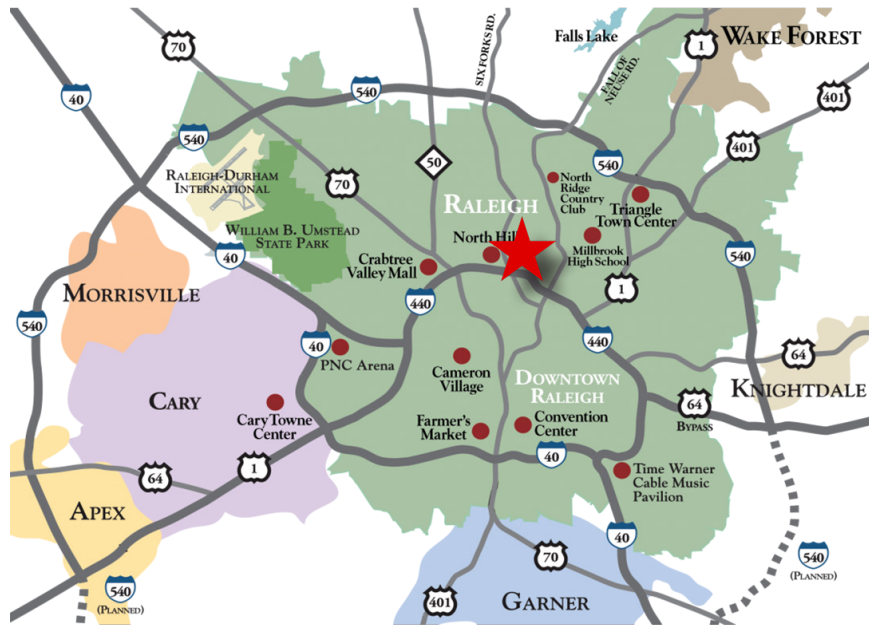 70
SIX FORKS RD.
Falls Lake
1
WAKE FOREST
FALL OF
NEUSE RD.
40
540
401
540
401
50
540
RALEIGH-DURHAM
INTERNATIONAL
70
North
Ridge
Country
Club
Triangle
Town Center
RALEIGH
WILLIAM B. UMSTEAD
STATE PARK
North Hil
Millbrook
High School
40
Crabtree
Valley Mall
540
MORRISVILLE
440
1
540
40
PNC Arena
440
64
Cameron
Village
DOWNTOWN
RALEIGH
KNIGHTDALE
CARY
64
BYPASS
Cary Towne
Center
Farmer's
Market
Convention
Center
40
1
64
Time Warner
Cable Music
Pavilion
APEX
40
70
540
(PLANNED)
540
(PLANNED)
401
GARNER